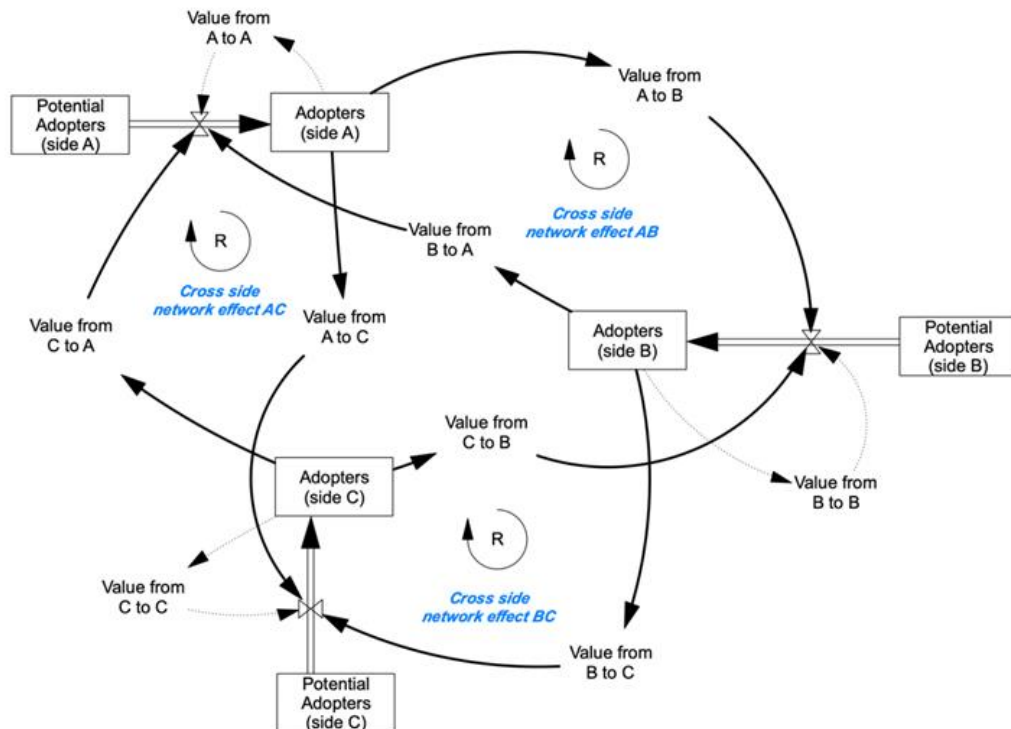 Value from
A to A
Value from
A to B
Potential
Adopters
(side A)
Adopters
(side A)
R
Cross side
network effect AB
Value from
B to A
R
Cross side
network effect AC
Value from
C to A
Value from
A to C
Adopters
(side B)
Potential
Adopters
(side B)
Value from
C to B
Adopters
(side C)
Value from
B to B
R
Cross side
network effect BC
Value from
C to C
Value from
B to C
Potential
Adopters
(side C)